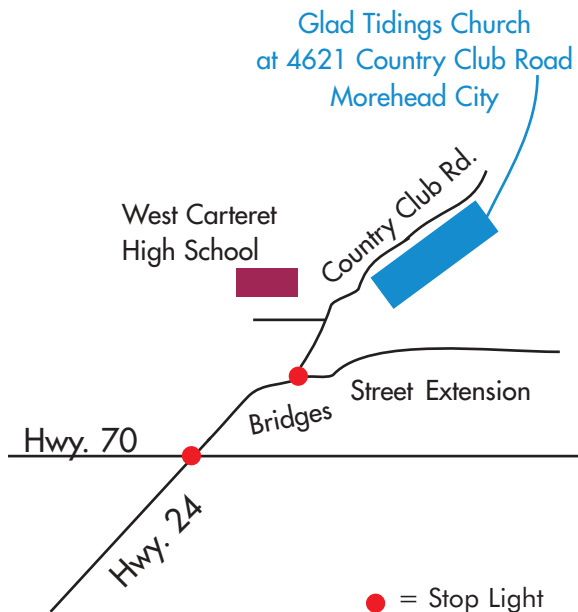 Glad Tidings Church
at 4621 Country Club Road
Morehead City
West Carteret
High School
Country Club Rd.
Street Extension
Bridges
Hwy. 70
Hwy. 24
= Stop Light